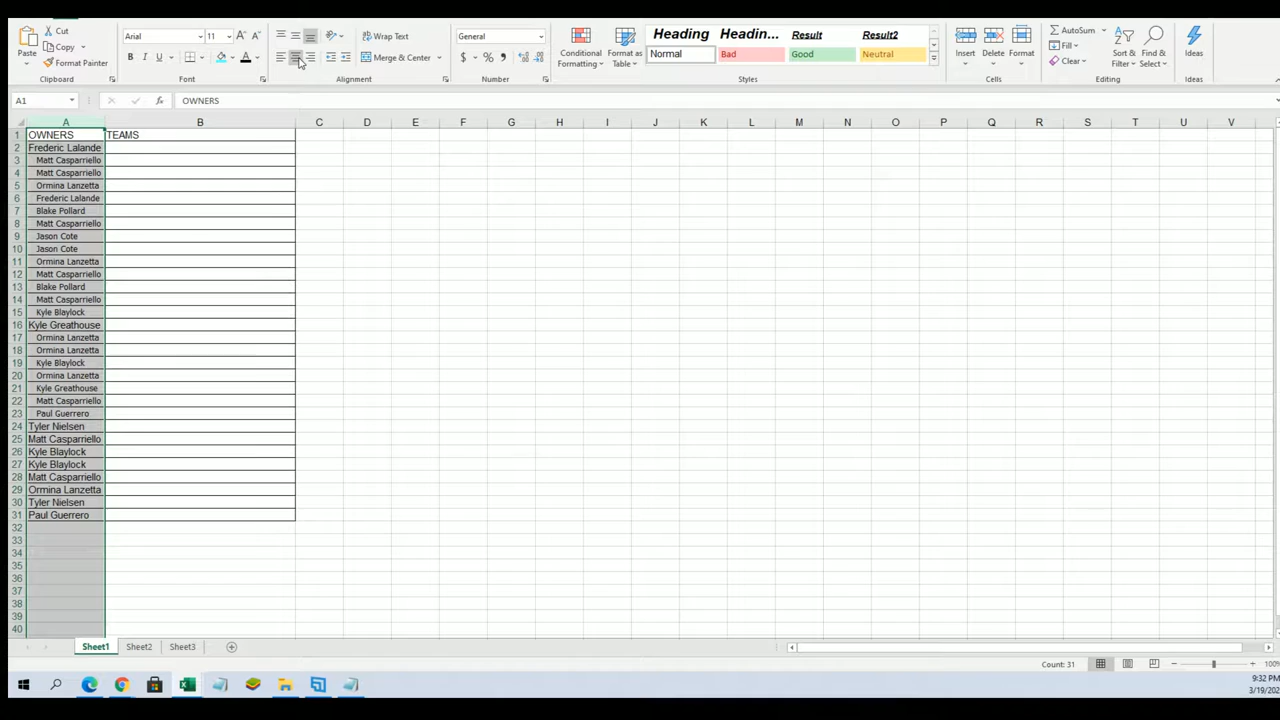 Paste
Cut
Copy
Format Painter
Clipboard
Arial
11
B I U
Font
Wrap Text
Merge & Center
Alignment
General
$ % ,
Number
Conditional Formatting
Format as Table
Heading
Headin...
Result
Result2
Normal
Bad
Good
Neutral
Styles
Insert
Delete
Format
Cells
AutoSum
Fill
Clear
Sort & Filter
Find & Select
Editing
Ideas
Ideas
A1
fx
OWNERS
A B C D E F G H I J K L M N O P Q R S T U V
1 OWNERS TEAMS
2 Frederic Lalande
3 Matt Casparriello
4 Matt Casparriello
5 Ormina Lanzetta
6 Frederic Lalande
7 Blake Pollard
8 Matt Casparriello
9 Jason Cote
10 Jason Cote
11 Ormina Lanzetta
12 Matt Casparriello
13 Blake Pollard
14 Matt Casparriello
15 Kyle Blaylock
16 Kyle Greathouse
17 Ormina Lanzetta
18 Ormina Lanzetta
19 Kyle Blaylock
20 Ormina Lanzetta
21 Kyle Greathouse
22 Matt Casparriello
23 Paul Guerrero
24 Tyler Nielsen
25 Matt Casparriello
26 Kyle Blaylock
27 Kyle Blaylock
28 Matt Casparriello
29 Ormina Lanzetta
30 Tyler Nielsen
31 Paul Guerrero
32
33
34
35
36
37
38
39
40
Sheet1 Sheet2 Sheet3
Count: 31
100%
9:32 PM
3/19/202